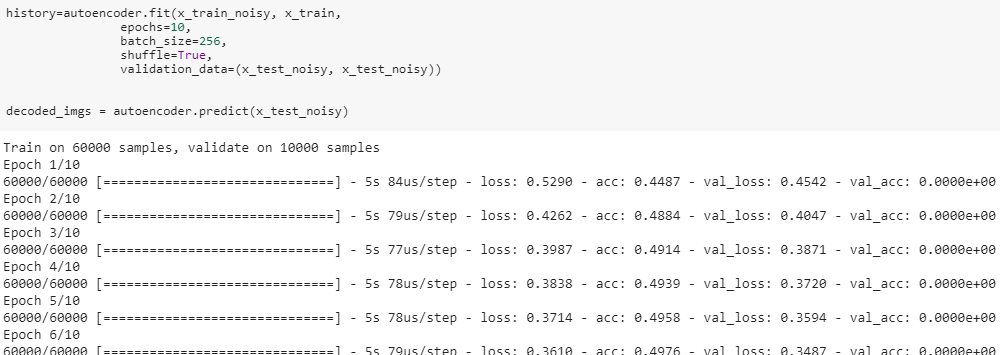 history=autoencoder.fit(x_train_noisy, x_train,
epochs=10,
batch_size=256,
shuffle=True,
validation_data=(x_test_noisy, x_test_noisy))
decoded_imgs = autoencoder.predict(x_test_noisy)
Train on 60000 samples, validate on 10000 samples
Epoch 1/10
60000/60000 [==============================] - 5s 84us/step - loss: 0.5290 - acc: 0.4487 - val_loss: 0.4542 - val_acc: 0.0000e+00
Epoch 2/10
60000/60000 [==============================] - 5s 79us/step - loss: 0.4262 - acc: 0.4884 - val_loss: 0.4047 - val_acc: 0.0000e+00
Epoch 3/10
60000/60000 [==============================] - 5s 77us/step - loss: 0.3987 - acc: 0.4914 - val_loss: 0.3871 - val_acc: 0.0000e+00
Epoch 4/10
60000/60000 [==============================] - 5s 78us/step - loss: 0.3838 - acc: 0.4939 - val_loss: 0.3720 - val_acc: 0.0000e+00
Epoch 5/10
60000/60000 [==============================] - 5s 78us/step - loss: 0.3714 - acc: 0.4958 - val_loss: 0.3594 - val_acc: 0.0000e+00
Epoch 6/10
60000/60000 [==============================] - 5s 79us/step - loss: 0.3610 - acc: 0.4976 - val_loss: 0.3487 - val_acc: 0.0000e+00